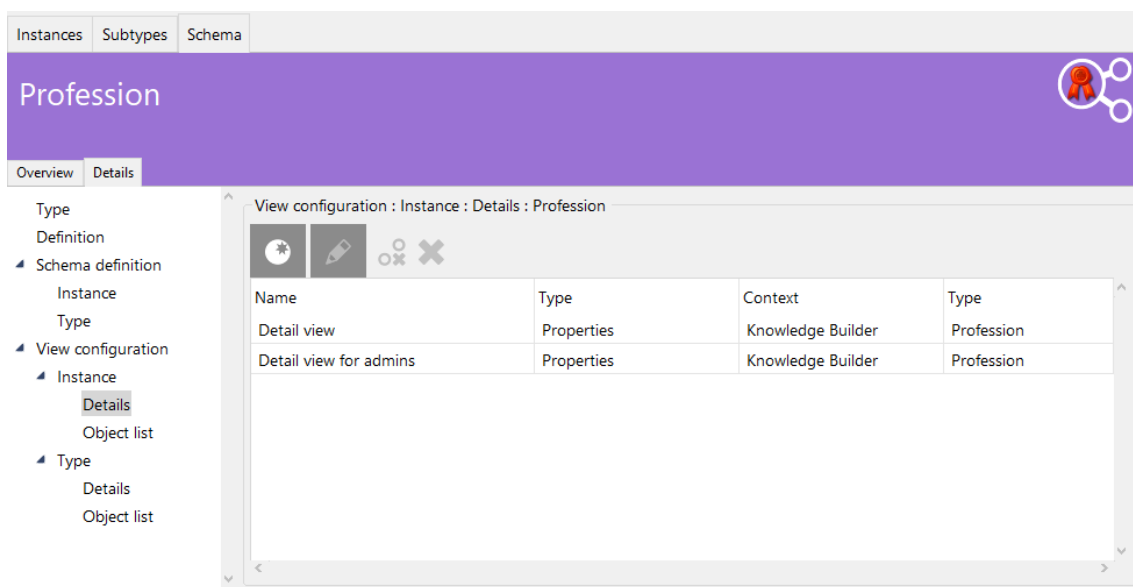 Instances Subtypes Schema
Profession
Overview Details
Type
Definition
Schema definition
Instance
Type
View configuration
Instance
Details
Object list
Type
Details
Object list
View configuration : Instance : Details : Profession
Name Type Context Type
Detail view Properties Knowledge Builder Profession
Detail view for admins Properties Knowledge Builder Profession